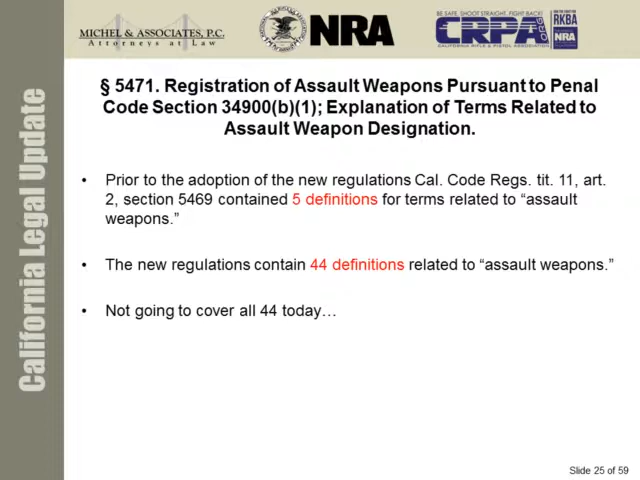 MICHEL & ASSOCIATES, P.C.
Attorneys at Law
NRA
BE SAFE, SHOOT STRAIGHT, FIGHT BACK!
CRPA.ORG
CALIFORNIA RIFLE & PISTOL ASSOCIATION
RKBA
NRA
California Legal Update
§ 5471. Registration of Assault Weapons Pursuant to Penal
Code Section 34900(b)(1); Explanation of Terms Related to
Assault Weapon Designation.
• Prior to the adoption of the new regulations Cal. Code Regs. tit. 11, art.
2, section 5469 contained 5 definitions for terms related to “assault
weapons.”
• The new regulations contain 44 definitions related to “assault weapons.”
• Not going to cover all 44 today…
Slide 25 of 59